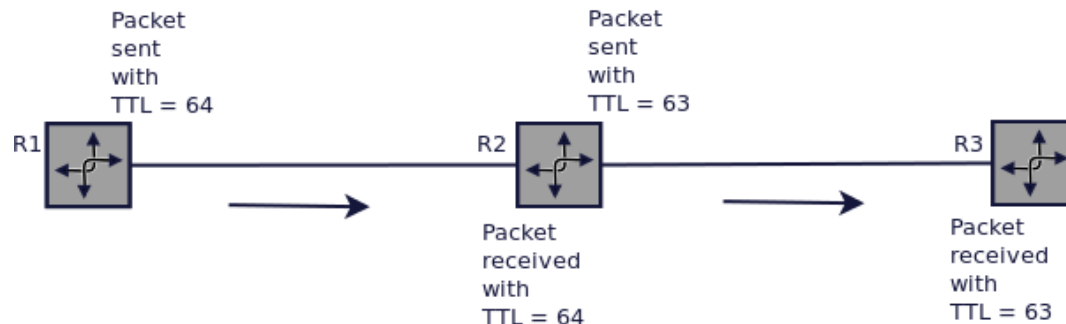 Packet
sent
with
TTL = 64
Packet
sent
with
TTL = 63
R1
R2
R3
Packet
received
with
TTL = 64
Packet
received
with
TTL = 63